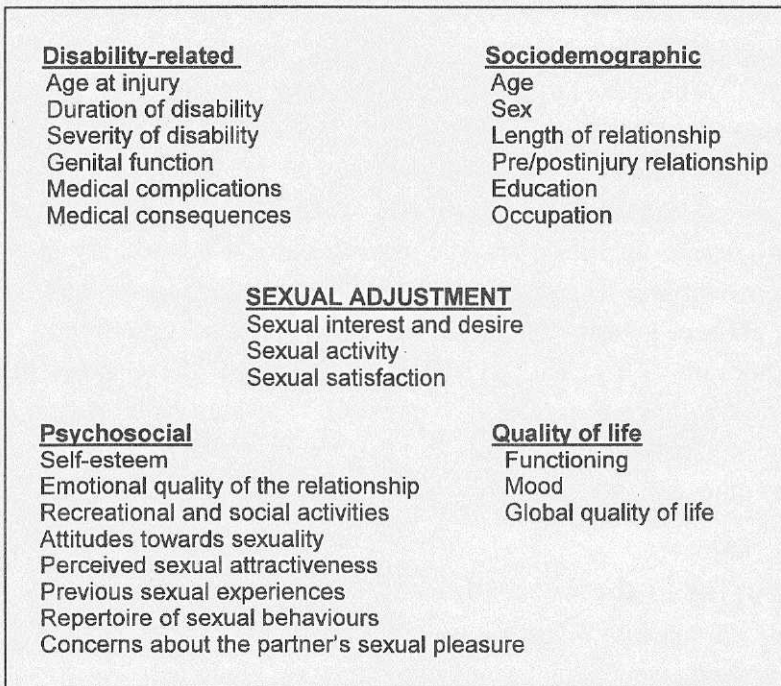 Disability-related
Age at injury
Duration of disability
Severity of disability
Genital function
Medical complications
Medical consequences
Sociodemographic
Age
Sex
Length of relationship
Pre/postinjury relationship
Education
Occupation
SEXUAL ADJUSTMENT
Sexual interest and desire
Sexual activity
Sexual satisfaction
Psychosocial
Self-esteem
Emotional quality of the relationship
Recreational and social activities
Attitudes towards sexuality
Perceived sexual attractiveness
Previous sexual experiences
Repertoire of sexual behaviours
Concerns about the partner's sexual pleasure
Quality of life
Functioning
Mood
Global quality of life